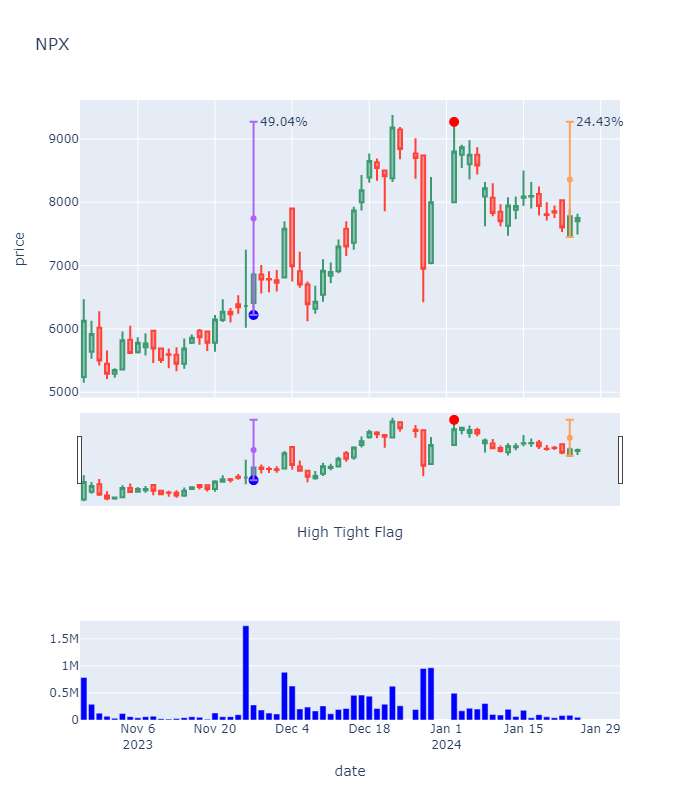 NPX
49.04%
24.43%
9000
8000
7000
6000
5000
price
High Tight Flag
1.5M
1M
0.5M
0
Nov 6
2023
Nov 20
Dec 4
Dec 18
Jan 1
2024
Jan 15
Jan 29
date